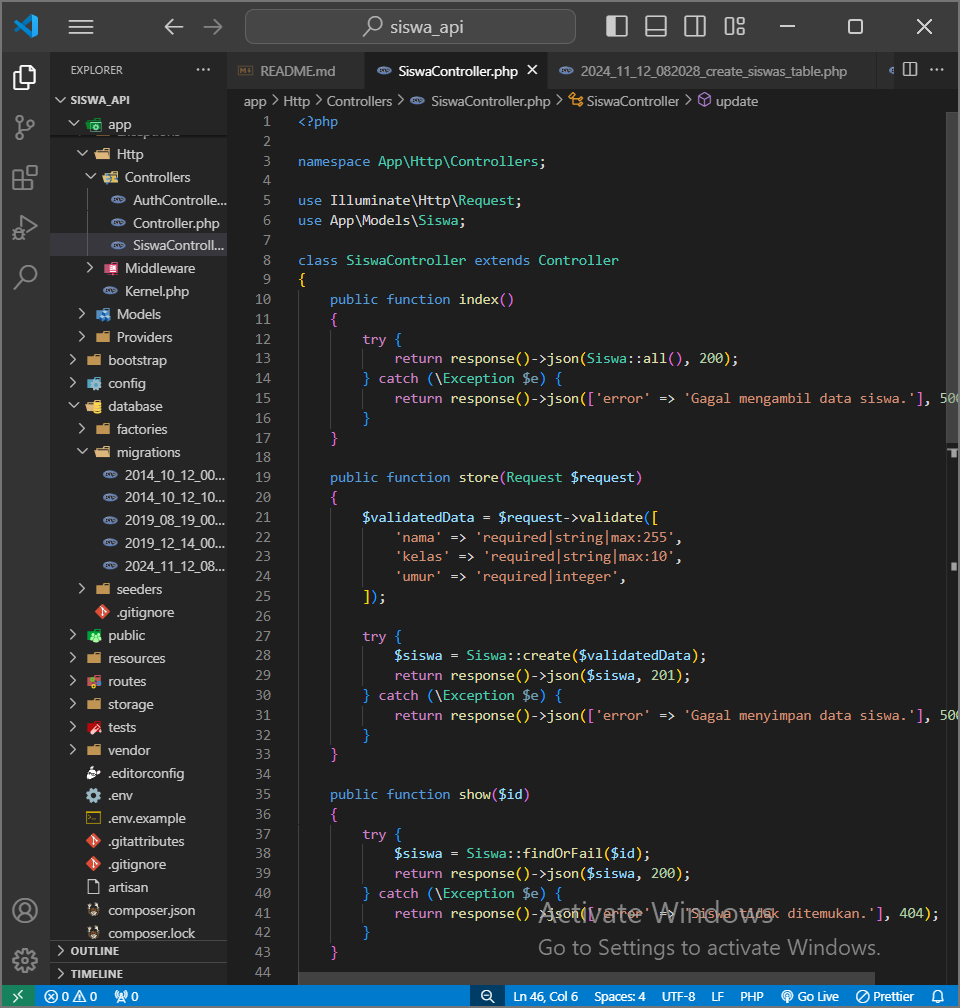 siswa_api
EXPLORER
README.md
SiswaController.php
2024_11_12_082028_create_siswas_table.php
SISWA_API
app > Http > Controllers > SiswaController.php > SiswaController > update
app
Exceptions
Http
Controllers
AuthControlle...
Controller.php
SiswaControll...
Middleware
Kernel.php
Models
Providers
bootstrap
config
database
factories
migrations
2014_10_12_00...
2014_10_12_10...
2019_08_19_00...
2019_12_14_00...
2024_11_12_08...
seeders
.gitignore
public
resources
routes
storage
tests
vendor
.editorconfig
.env
.env.example
.gitattributes
.gitignore
artisan
composer.json
composer.lock
OUTLINE
TIMELINE
1 <?php
2
3 namespace App\Http\Controllers;
4
5 use Illuminate\Http\Request;
6 use App\Models\Siswa;
7
8 class SiswaController extends Controller
9 {
10 public function index()
11 {
12 try {
13 return response()->json(Siswa::all(), 200);
14 } catch (\Exception $e) {
15 return response()->json(['error' => 'Gagal mengambil data siswa.'], 500
16 }
17 }
18
19 public function store(Request $request)
20 {
21 $validatedData = $request->validate([
22 'nama' => 'required|string|max:255',
23 'kelas' => 'required|string|max:10',
24 'umur' => 'required|integer',
25 ]);
26
27 try {
28 $siswa = Siswa::create($validatedData);
29 return response()->json($siswa, 201);
30 } catch (\Exception $e) {
31 return response()->json(['error' => 'Gagal menyimpan data siswa.'], 500
32 }
33 }
34
35 public function show($id)
36 {
37 try {
38 $siswa = Siswa::findOrFail($id);
39 return response()->json($siswa, 200);
40 } catch (\Exception $e) {
41 return response()->json(['error' => 'Siswa tidak ditemukan.'], 404);
42 }
43 }
44
Activate Windows
Go to Settings to activate Windows.
0 0 0 Ln 46, Col 6 Spaces: 4 UTF-8 LF PHP Go Live Prettier